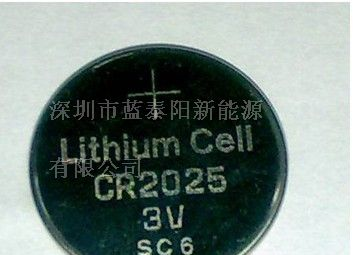 +
深圳市蓝泰阳新能源
Lithium Cell
有限公司
CR2025
3V
SC6